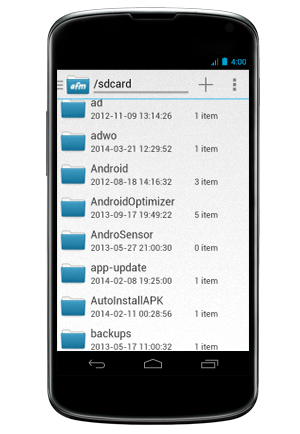 4:00
afm
/sdcard
ad
2012-11-09 13:14:26 1 item
adwo
2014-03-21 12:29:52 1 item
Android
2012-08-18 14:16:32 3 item
AndroidOptimizer
2013-09-17 19:49:22 5 item
AndroSensor
2013-05-27 21:00:30 0 item
app-update
2014-02-08 19:25:00 1 item
AutoInstallAPK
2014-02-11 00:28:56 1 item
backups
2013-05-17 11:00:32 1 item